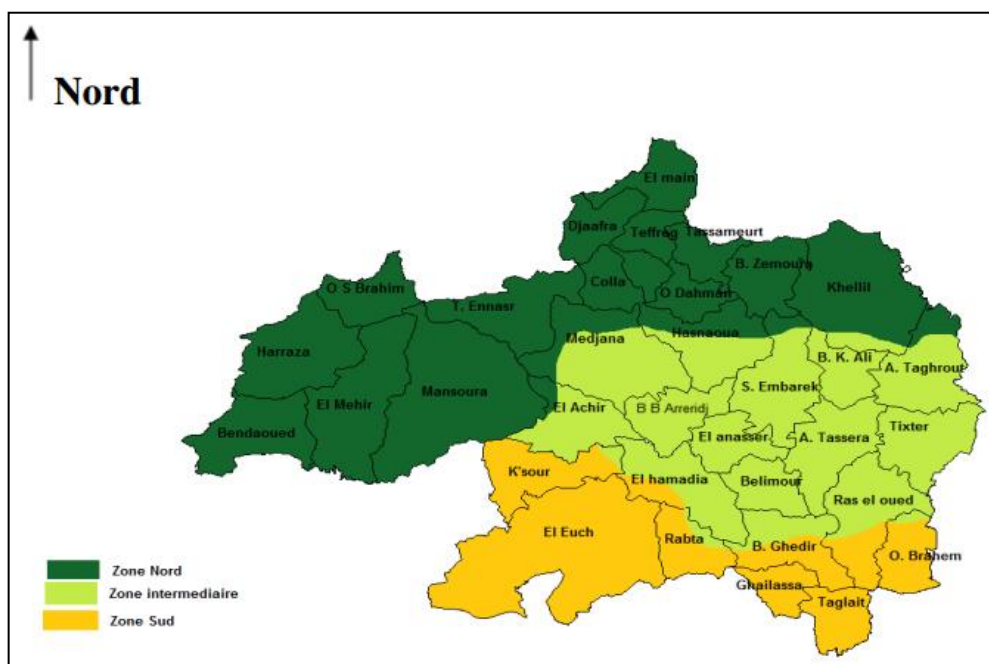 Nord
El main
Djaafra
Teffreg
Tassameurt
B. Zemoura
Khellil
O S Brahim
T, Ennasr
Colla
O Dahman
Harraza
Medjana
Hasnaoua
B. K. Ali
A. Taghrout
El Mehir
Mansoura
S. Embarek
El Achir
B B Arreridj
Bendaoued
El anasser
A. Tassera
Tixter
K'sour
El hamadia
Belimour
Ras el oued
El Euch
Rabta
B. Ghedir
O. Brahem
Ghailassa
Taglait
Zone Nord
Zone intermediaire
Zone Sud